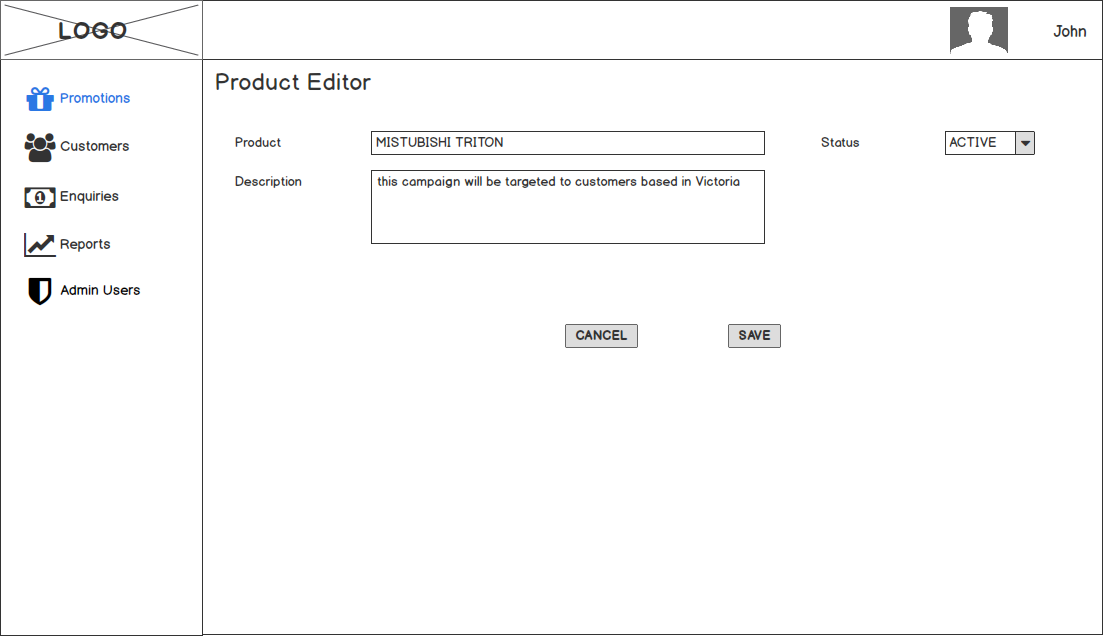 LOGO
John
Promotions
Customers
1 Enquiries
Reports
Admin Users
Product Editor
Product MISTUBISHI TRITON Status ACTIVE
Description this campaign will be targeted to customers based in Victoria
CANCEL SAVE